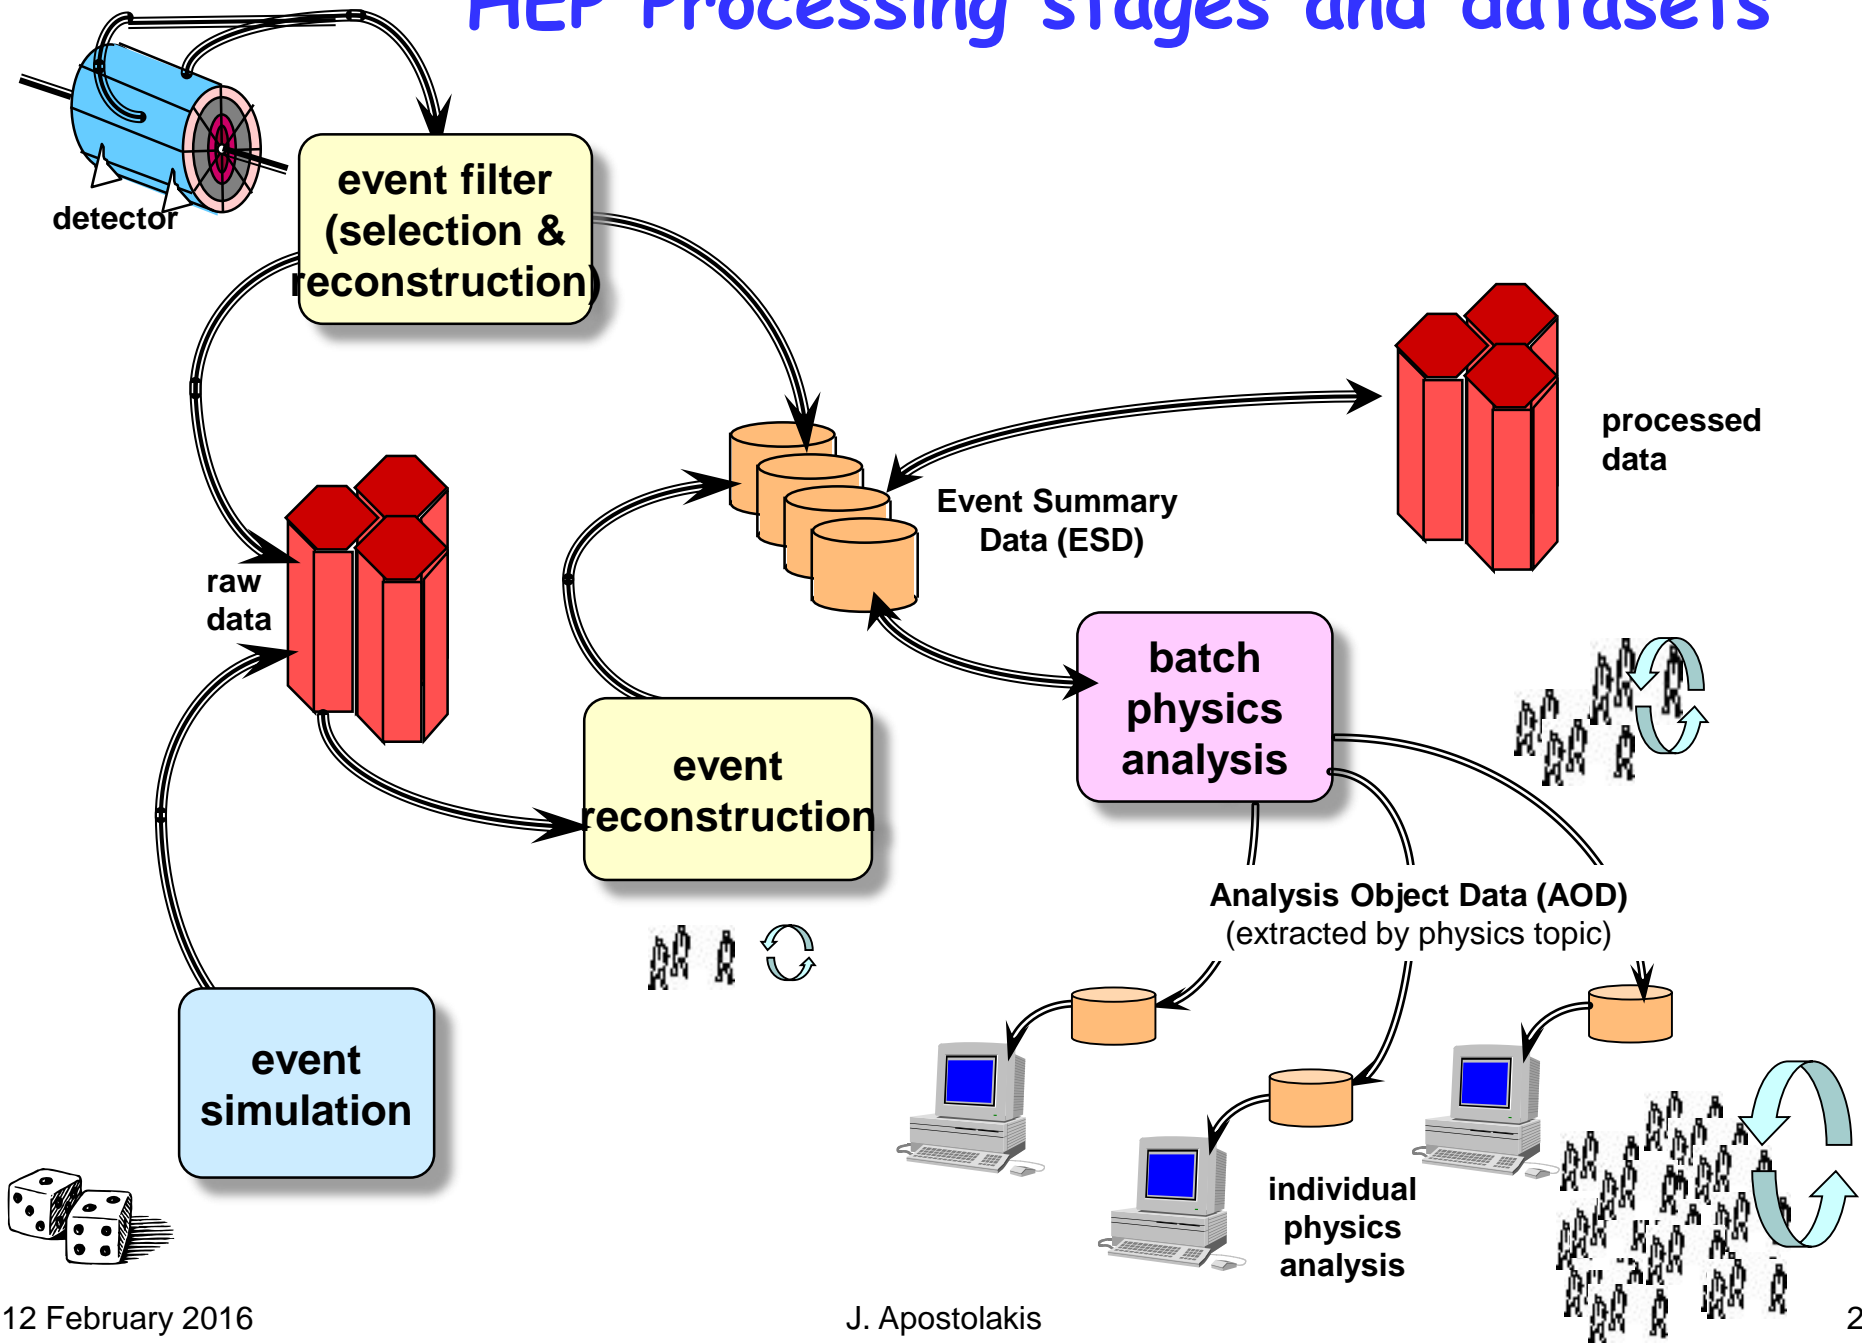 HEP Processing stages and datasets
detector
event filter
(selection &
reconstruction)
processed
data
Event Summary
Data (ESD)
raw
data
batch
physics
analysis
event
reconstruction
Analysis Object Data (AOD)
(extracted by physics topic)
event
simulation
individual
physics
analysis
12 February 2016
J. Apostolakis
2